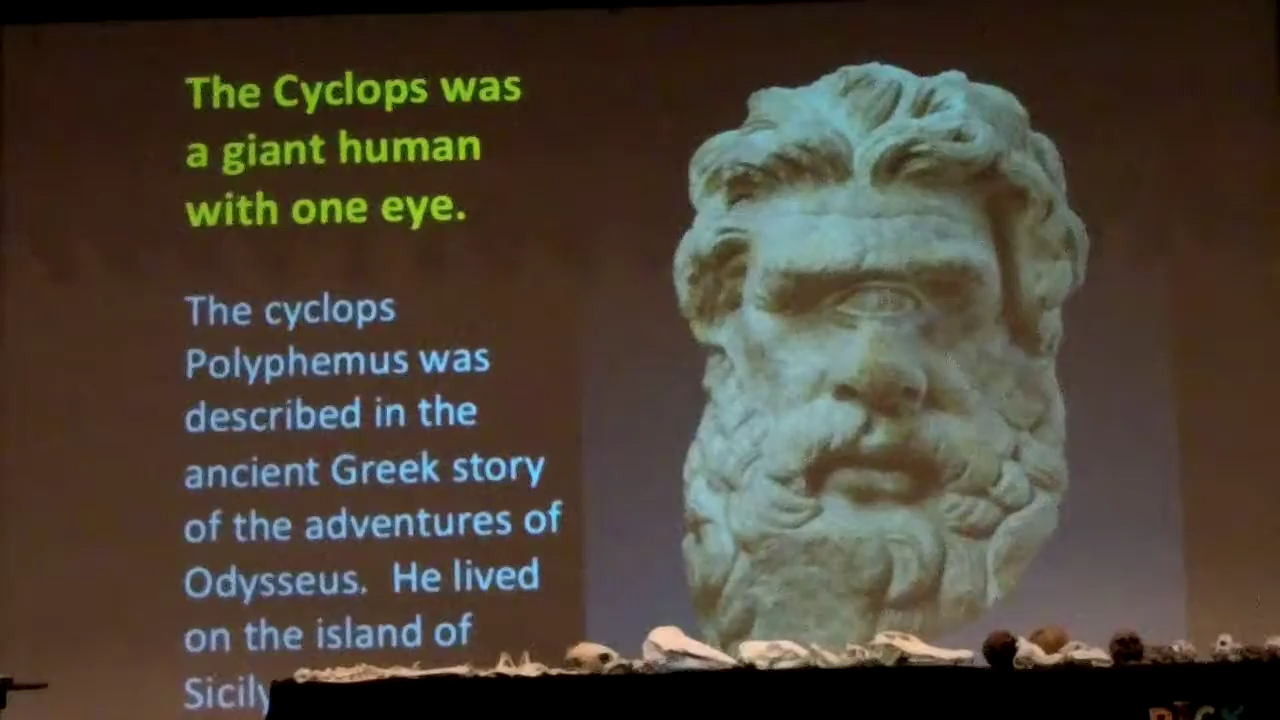 The Cyclops was
a giant human
with one eye.
The cyclops
Polyphemus was
described in the
ancient Greek story
of the adventures of
Odysseus. He lived
on the island of
Sicily